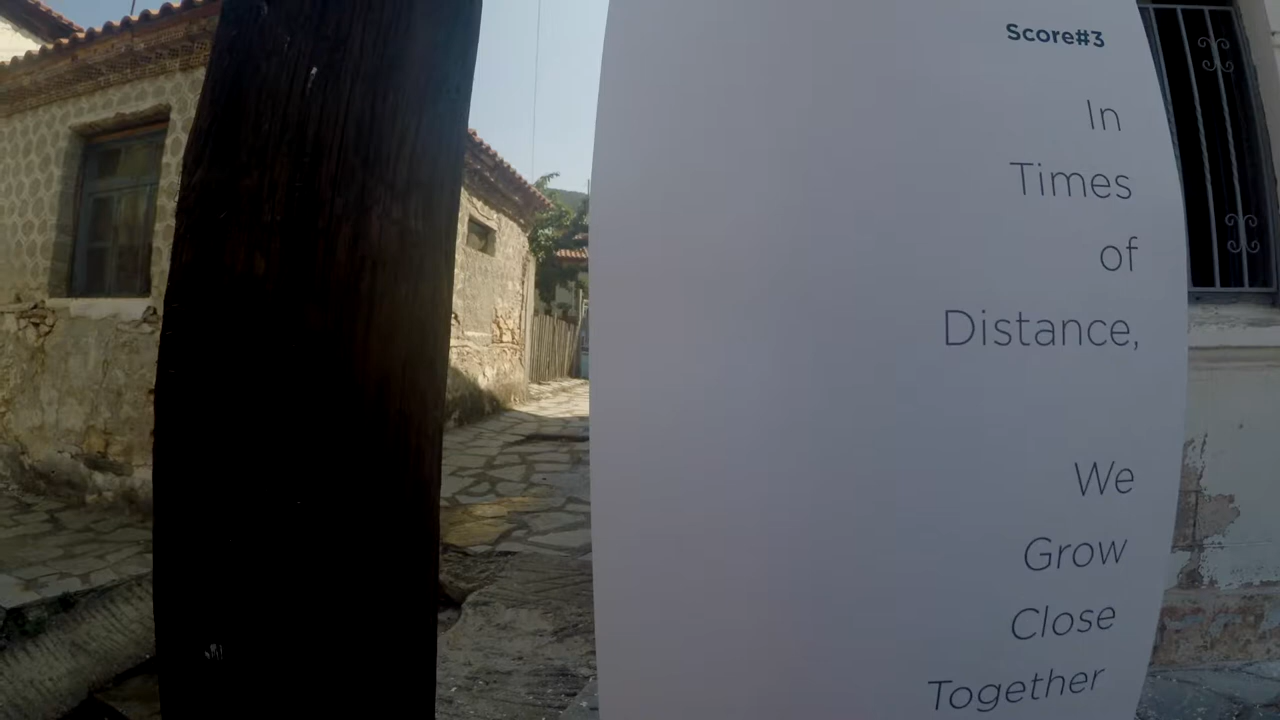 Score#3
In
Times
of
Distance,
We
Grow
Close
Together